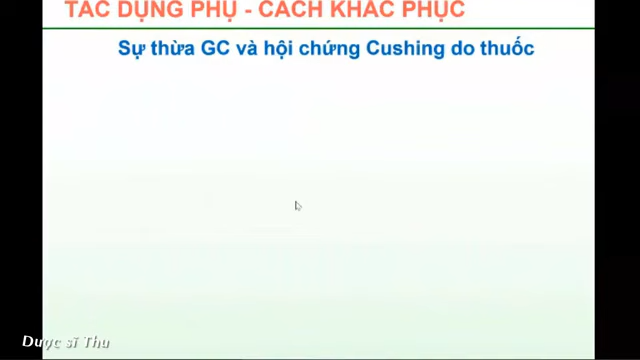 TÁC DỤNG PHỤ - CÁCH KHẮC PHỤC
Sự thừa GC và hội chứng Cushing do thuốc
Dược sĩ Thu